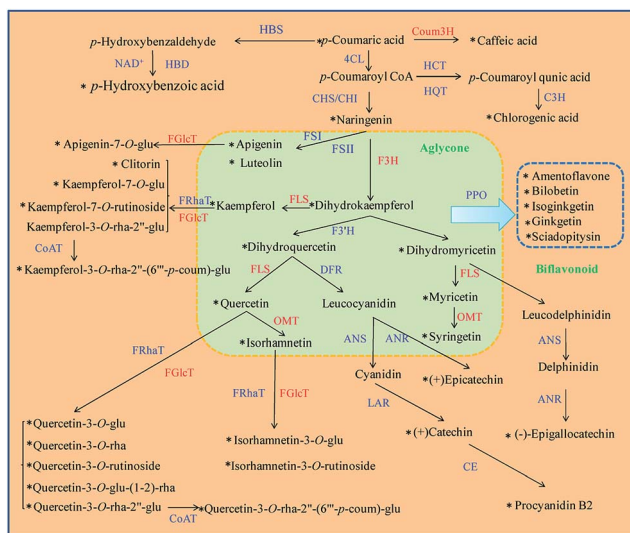 p-Hydroxybenzaldehyde
HBS
*p-Coumaric acid
Coum3H
*Caffeic acid
NAD+
HBD
4CL
* p-Hydroxybenzoic acid
p-Coumaroyl CoA
HCT
HQT
p-Coumaroyl qunic acid
CHS/CHI
C3H
*Naringenin
*Chlorogenic acid
* Apigenin-7-O-glu
FGlcT
*Apigenin
* Luteolin
FSI
FSII
Aglycone
F3H
* Clitorin
* Kaempferol-7-O-glu
*Kaempferol-7-O-rutinoside
Kaempferol-3-O-rha-2"-glu
FRhaT
FGlcT
*Kaempferol
FLS
*Dihydrokaempferol
PPO
* Amentoflavone
* Bilobetin
* Isoginkgetin
* Ginkgetin
*Sciadopitysin
Biflavonoid
CoAT
*Kaempferol-3-O-rha-2"-(6'"-p-coum)-glu
F3'H
*Dihydroquercetin
*Dihydromyricetin
FLS
DFR
FLS
*Quercetin
Leucocyanidin
*Myricetin
Leucodelphinidin
OMT
OMT
*Isorhamnetin
*Syringetin
ANS
ANR
ANS
FRhaT
FGlcT
Cyanidin
*(+)Epicatechin
Delphinidin
FRhaT
FGlcT
LAR
ANR
*Quercetin-3-O-glu
*Quercetin-3-O-rha
*Quercetin-3-O-rutinoside
*Quercetin-3-O-glu-(1-2)-rha
*Quercetin-3-O-rha-2"-glu
*Isorhamnetin-3-O-glu
*Isorhamnetin-3-O-rutinoside
* (+)Catechin
* (-)-Epigallocatechin
CE
CoAT
*Quercetin-3-O-rha-2"-(6'"-p-coum)-glu
* Procyanidin B2